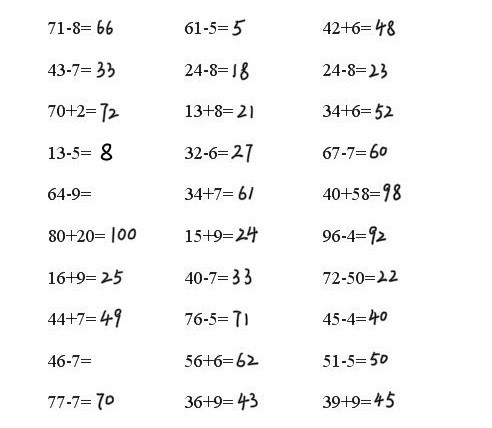 71-8= 66 61-5= 5 42+6= 48
43-7= 33 24-8= 18 24-8= 23
70+2= 72 13+8= 21 34+6= 52
13-5= 8 32-6= 27 67-7= 60
64-9= 34+7= 61 40+58= 98
80+20= 100 15+9= 24 96-4= 92
16+9= 25 40-7= 33 72-50= 22
44+7= 49 76-5= 71 45-4= 40
46-7= 56+6= 62 51-5= 50
77-7= 70 36+9= 43 39+9= 45